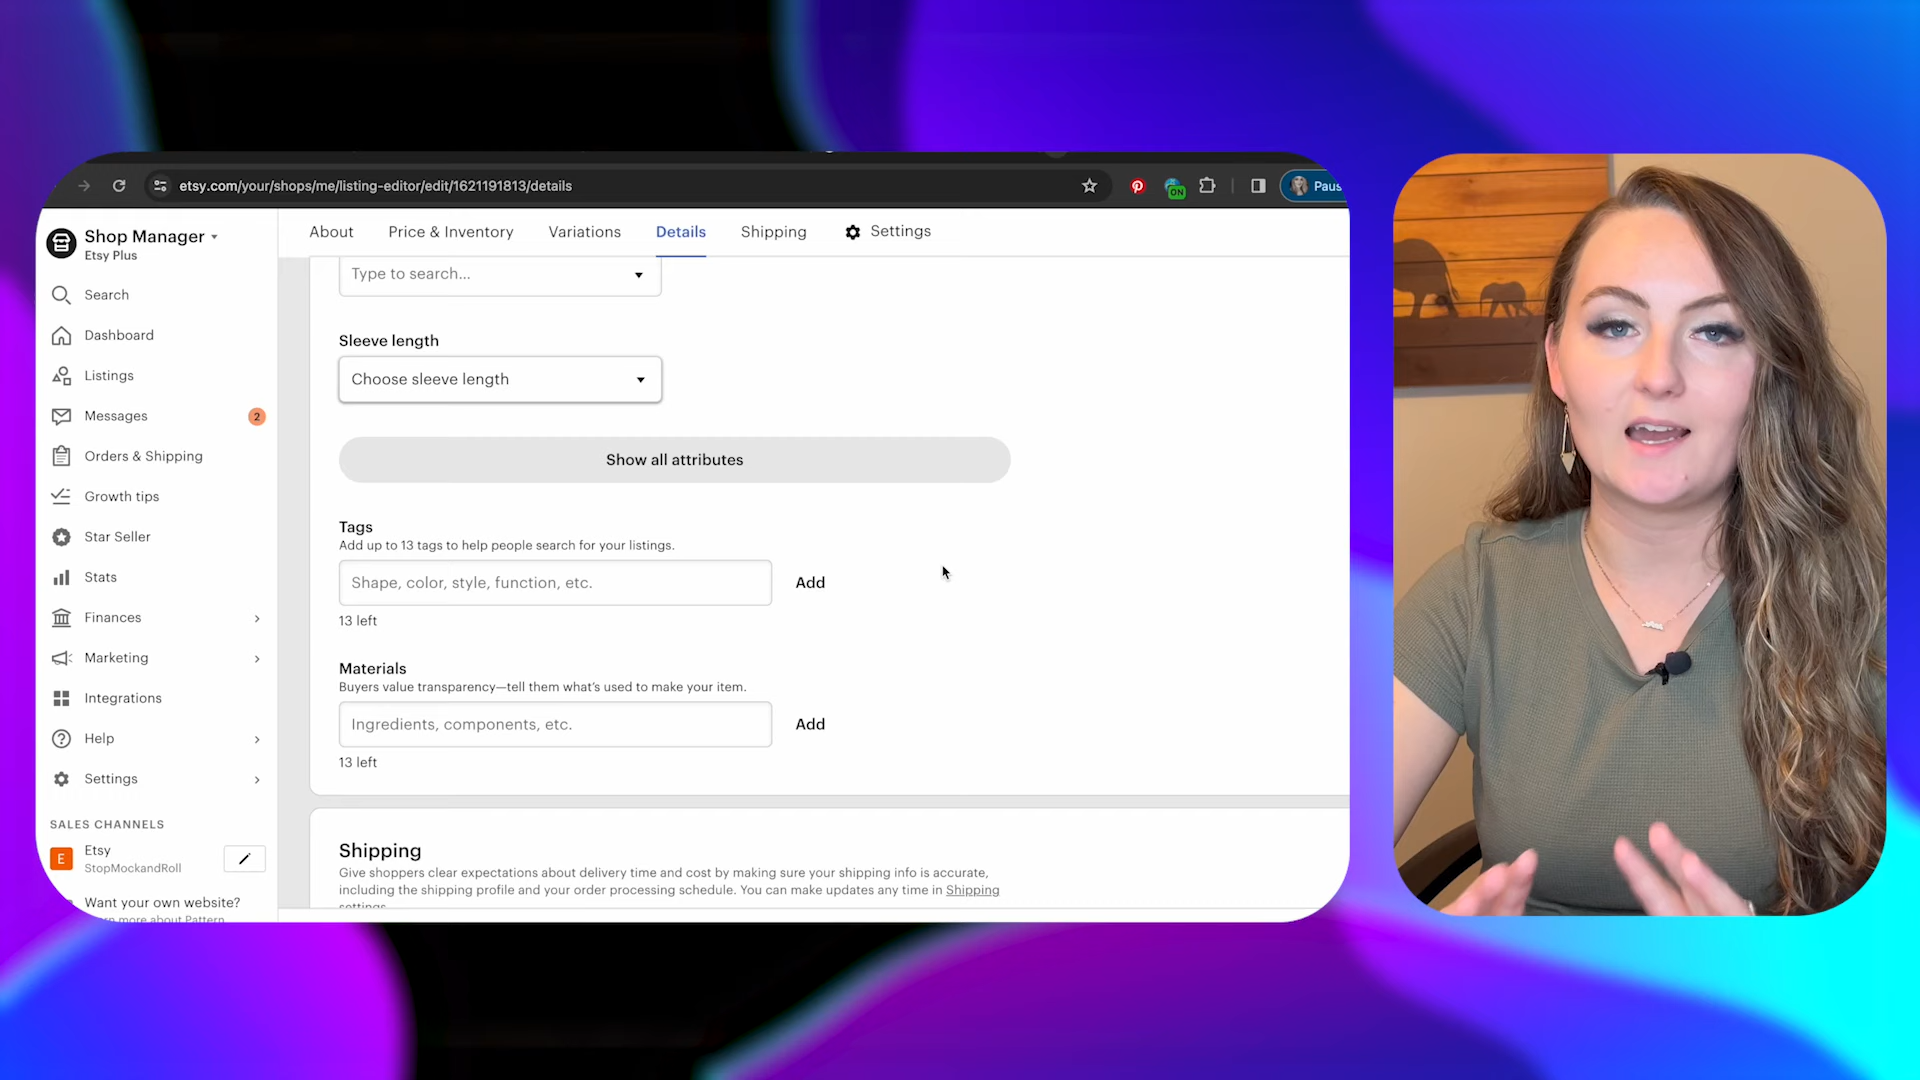 etsy.com/your/shops/me/listing-editor/edit/1621191813/details
ON
Paus
Shop Manager
Etsy Plus
Search
Dashboard
Listings
Messages
2
Orders & Shipping
Growth tips
Star Seller
Stats
Finances
Marketing
Integrations
Help
Settings
SALES CHANNELS
E
Etsy
StopMockandRoll
Want your own website?
more about Pattern
About
Price & Inventory
Variations
Details
Shipping
Settings
Type to search...
Sleeve length
Choose sleeve length
Show all attributes
Tags
Add up to 13 tags to help people search for your listings.
Shape, color, style, function, etc.
Add
13 left
Materials
Buyers value transparency—tell them what's used to make your item.
Ingredients, components, etc.
Add
13 left
Shipping
Give shoppers clear expectations about delivery time and cost by making sure your shipping info is accurate,
including the shipping profile and your order processing schedule. You can make updates any time in Shipping
settings